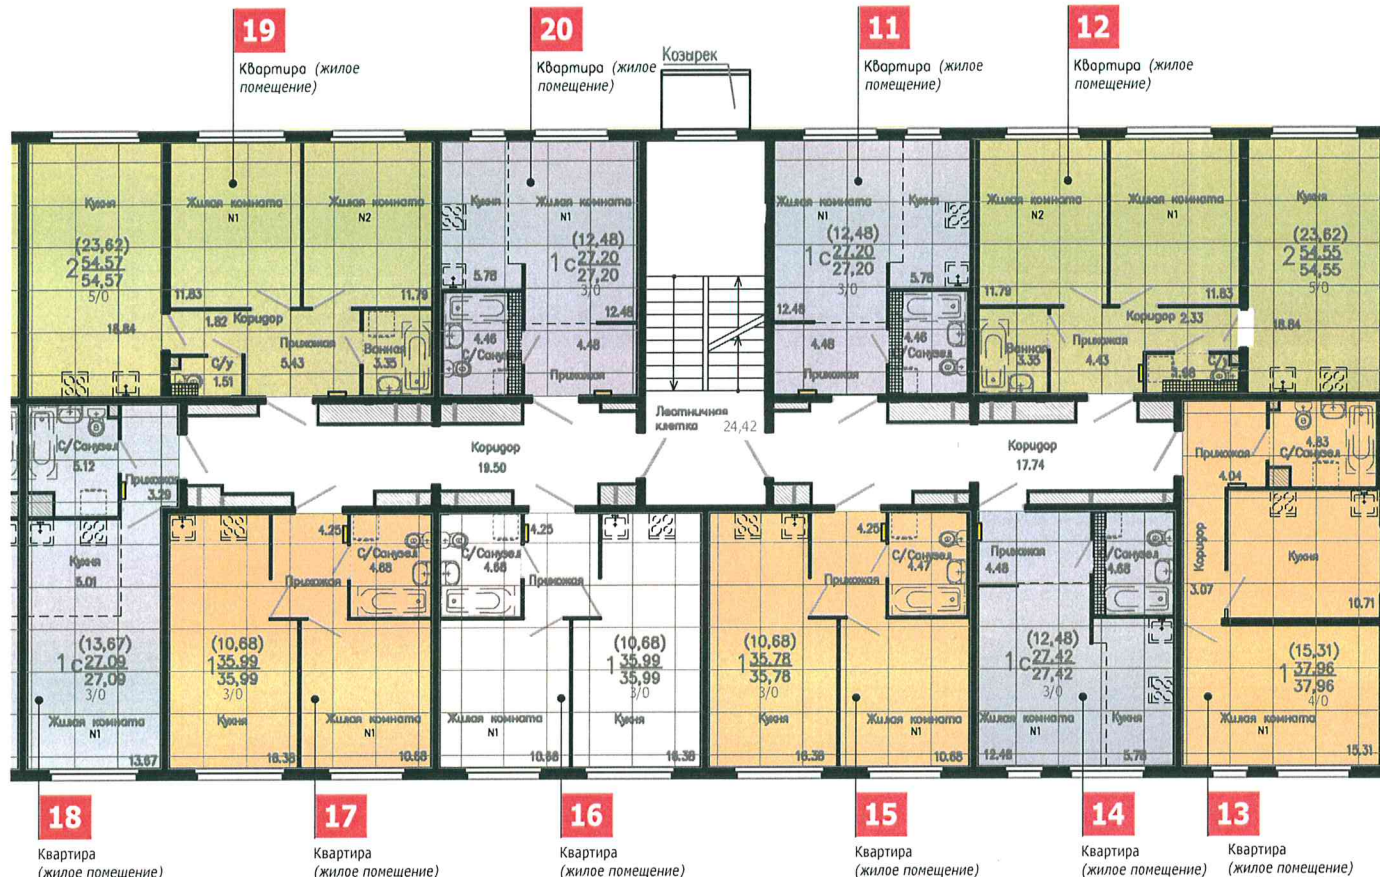 19
Квартира (жилое
помещение)
20
Квартира (жилое
помещение)
Козырек
11
Квартира (жилое
помещение)
12
Квартира (жилое
помещение)
Кухня
(23,62)
2 54.57
54,57
5/0
18.84
Жилая комната
N1
11.83
Жилая комната
N2
11.79
1.82
Коридор
Прихожая
5.43
С/у
1.51
Ванная
3.35
Кухня
5.78
Жилая комната
N1
(12,48)
1 с 27.20
27,20
3/0
12.48
4.46
С/Санузел
4.48
Прихожая
Жилая комната
N1
Кухня
(12,48)
1 с 27.20
27,20
3/0
5.78
12.48
4.48
Прихожая
4.46
С/Санузел
Жилая комната
N2
11.79
Жилая комната
N1
11.83
Коридор 2.33
Прихожая
4.43
Ванная
3.35
С/у
1.98
Кухня
(23,62)
2 54.55
54,55
5/0
18.84
Лестничная
клетка 24,42
Коридор
19.50
Коридор
17.74
С/Санузел
5.12
Прихожая
3.29
Кухня
5.01
(13,67)
1 с 27.09
27,09
3/0
Жилая комната
N1
13.67
4.25
С/Санузел
4.68
Прихожая
(10,68)
1 35.99
35,99
3/0
Кухня
16.38
Жилая комната
N1
10.68
С/Санузел
4.68
4.25
Прихожая
(10,68)
1 35.99
35,99
3/0
Жилая комната
N1
10.68
Кухня
16.38
4.25
С/Санузел
4.47
Прихожая
(10,68)
1 35.78
35,78
3/0
Кухня
16.38
Жилая комната
N1
10.68
Прихожая
4.48
С/Санузел
4.68
(12,48)
1 с 27.42
27,42
3/0
Жилая комната
N1
12.48
Кухня
5.78
Прихожая
4.04
4.83
С/Санузел
Коридор
3.07
Кухня
10.71
(15,31)
1 37.96
37,96
4/0
Жилая комната
N1
15.31
18
Квартира
(жилое помещение)
17
Квартира
(жилое помещение)
16
Квартира
(жилое помещение)
15
Квартира
(жилое помещение)
14
Квартира
(жилое помещение)
13
Квартира
(жилое помещение)